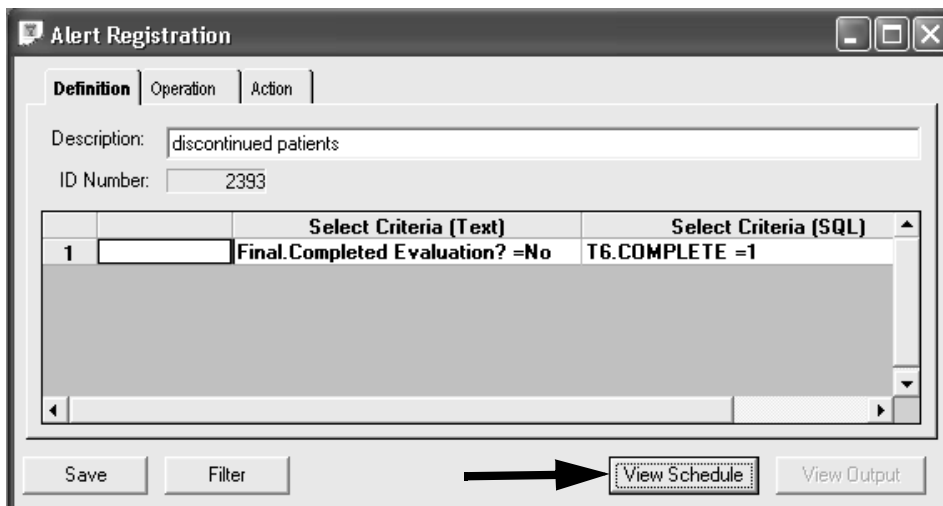 Alert Registration
Definition Operation Action
Description: discontinued patients
ID Number: 2393
Select Criteria (Text) Select Criteria (SQL)
1 Final.Completed Evaluation? =No T6.COMPLETE =1
Save Filter View Schedule View Output